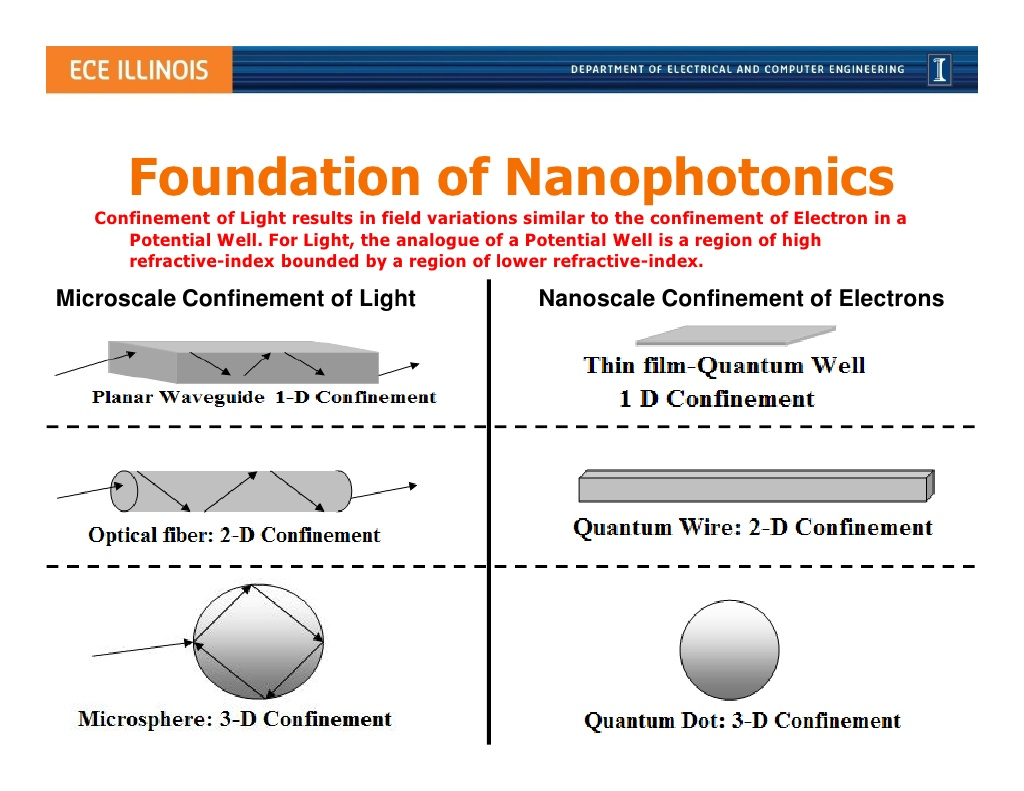 ECE ILLINOIS
DEPARTMENT OF ELECTRICAL AND COMPUTER ENGINEERING
I
Foundation of Nanophotonics
Confinement of Light results in field variations similar to the confinement of Electron in a
Potential Well. For Light, the analogue of a Potential Well is a region of high
refractive-index bounded by a region of lower refractive-index.
Microscale Confinement of Light
Planar Waveguide 1-D Confinement
Optical fiber: 2-D Confinement
Microsphere: 3-D Confinement
Nanoscale Confinement of Electrons
Thin film-Quantum Well
1 D Confinement
Quantum Wire: 2-D Confinement
Quantum Dot: 3-D Confinement